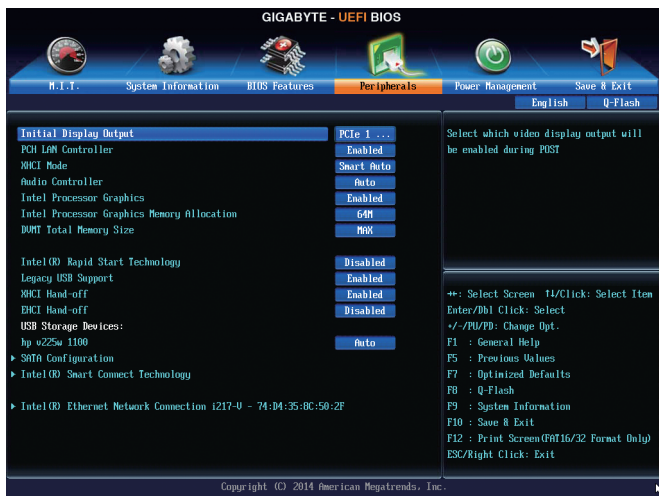 GIGABYTE - UEFI BIOS
M.I.T. System Information BIOS Features Peripherals Power Management Save & Exit
English Q-Flash
Initial Display Output PCIe 1 ...
PCH LAN Controller Enabled
XHCI Mode Smart Auto
Audio Controller Auto
Intel Processor Graphics Enabled
Intel Processor Graphics Memory Allocation 64M
DVMT Total Memory Size MAX
Intel(R) Rapid Start Technology Disabled
Legacy USB Support Enabled
XHCI Hand-off Enabled
EHCI Hand-off Disabled
USB Storage Devices:
hp v225w 1100 Auto
SATA Configuration
Intel(R) Smart Connect Technology
Intel(R) Ethernet Network Connection i217-V - 74:D4:35:8C:50:2F
Select which video display output will
be enabled during POST
→←: Select Screen ↑↓/Click: Select Item
Enter/Dbl Click: Select
+/-/PU/PD: Change Opt.
F1 : General Help
F5 : Previous Values
F7 : Optimized Defaults
F8 : Q-Flash
F9 : System Information
F10 : Save & Exit
F12 : Print Screen(FAT16/32 Format Only)
ESC/Right Click: Exit
Copyright (C) 2014 American Megatrends, Inc.